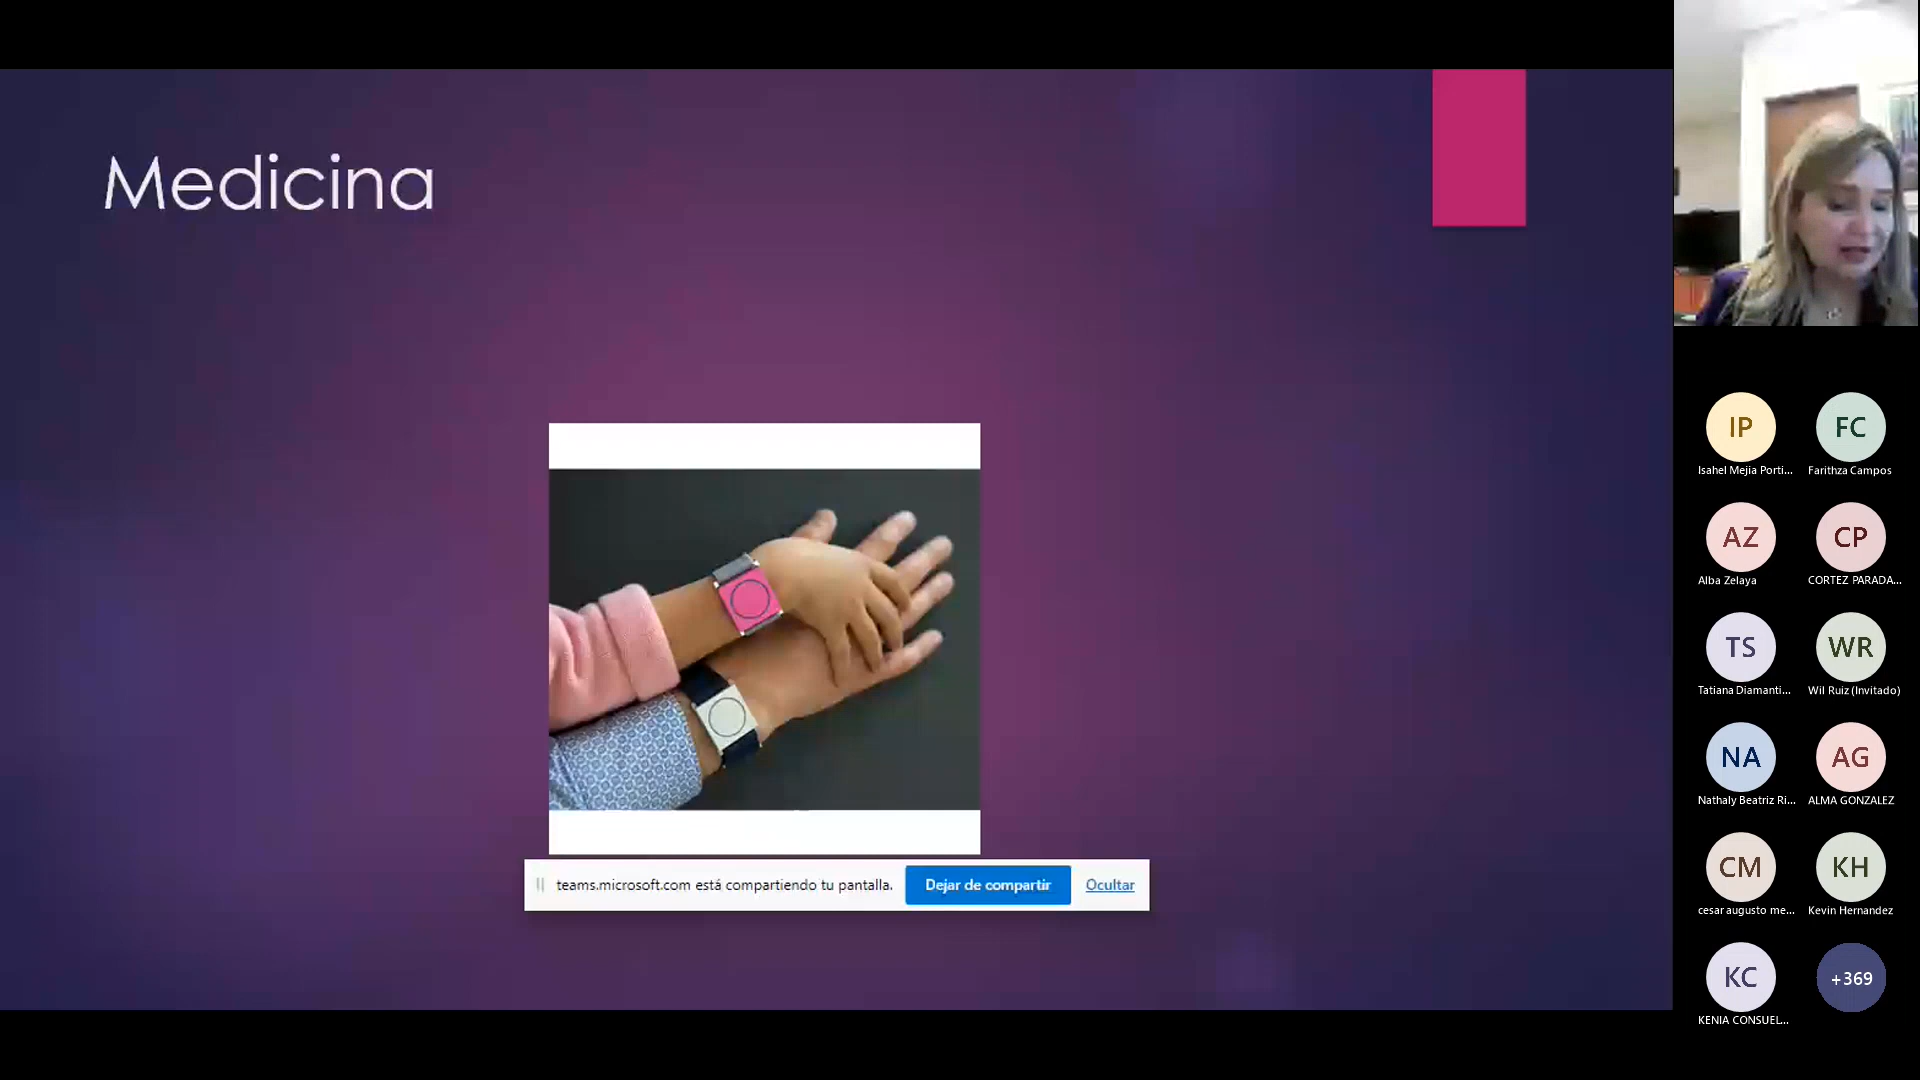 Medicina
teams.microsoft.com está compartiendo tu pantalla.
Dejar de compartir
Ocultar
IP
FC
Isahel Mejia Porti...
Farithza Campos
AZ
CP
Alba Zelaya
CORTEZ PARADA...
TS
WR
Tatiana Diamanti...
Wil Ruiz (Invitado)
NA
AG
Nathaly Beatriz Ri...
ALMA GONZALEZ
CM
KH
cesar augusto me...
Kevin Hernandez
KC
+369
KENIA CONSUEL...